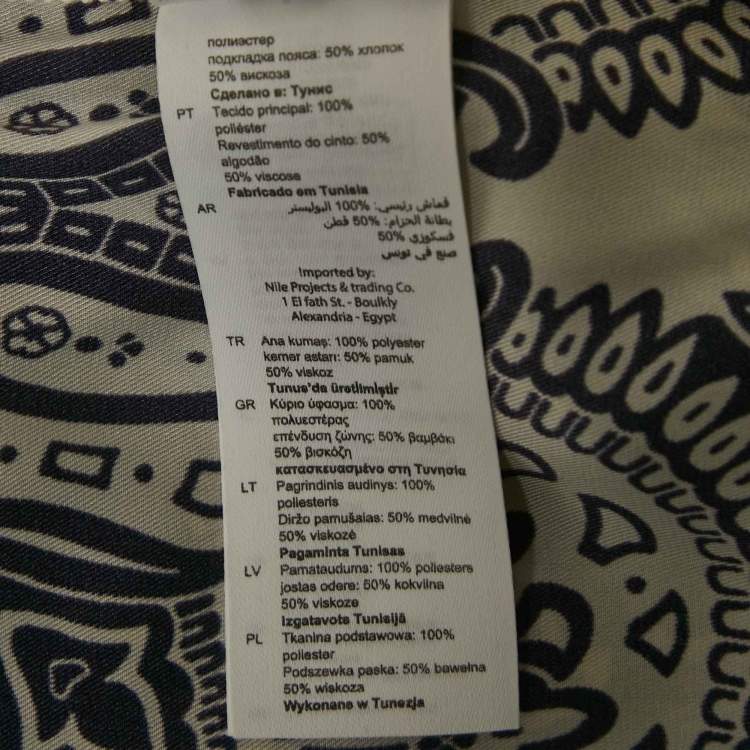 полиэстер
подкладка пояса: 50% хлопок
50% вискоза
Сделано в: Тунис
PT Tecido principal: 100%
poliéster
Revestimento do cinto: 50%
algodão
50% viscose
Fabricado em Tunísia
AR قماش رئيسي: %100 البوليستر
بطانة الحزام: %50 قطن
فسكوزي %50
صنع في تونس
Imported by:
Nile Projects & trading Co.
1 El fath St. - Boulkly
Alexandria - Egypt
TR Ana kumaş: 100% polyester
kemer astarı: 50% pamuk
50% viskoz
Tunus'da üretilmiştir
GR Κύριο ύφασμα: 100%
πολυεστέρας
επένδυση ζώνης: 50% βαμβάκι
50% βισκόζη
κατασκευασμένο στη Τυνησία
LT Pagrindinis audinys: 100%
poliesteris
Diržo pamušalas: 50% medvilnė
50% viskozė
Pagaminta Tunisas
LV Pamataudums: 100% poliesters
jostas odere: 50% kokvilna
50% viskoze
Izgatavots Tunisijā
PL Tkanina podstawowa: 100%
poliester
Podszewka paska: 50% bawełna
50% wiskoza
Wykonano w Tunezja